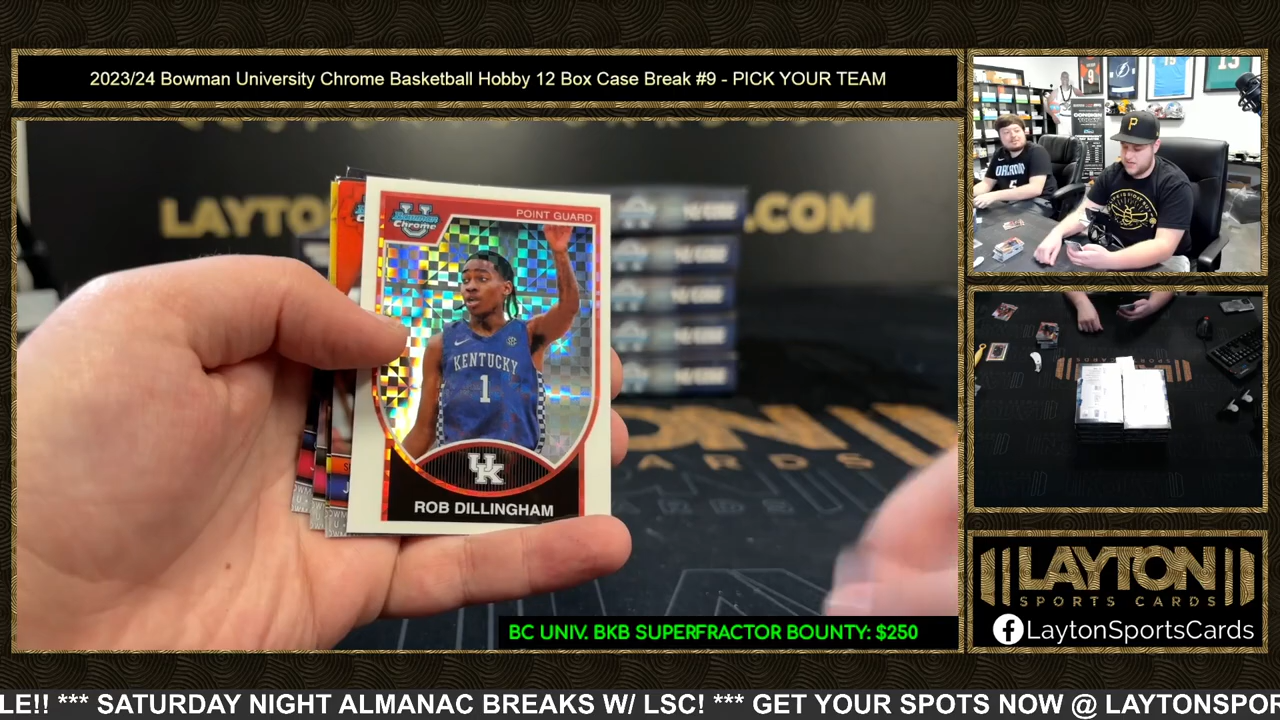 2023/24 Bowman University Chrome Basketball Hobby 12 Box Case Break #9 - PICK YOUR TEAM
POINT GUARD
BOWMAN
Chrome
KENTUCKY
1
UK
ROB DILLINGHAM
BC UNIV. BKB SUPERFRACTOR BOUNTY: $250
P
ORLANDO
5
LAYTON
SPORTS CARDS
LaytonSportsCards
LE!! *** SATURDAY NIGHT ALMANAC BREAKS W/ LSC! *** GET YOUR SPOTS NOW @ LAYTONSPOR